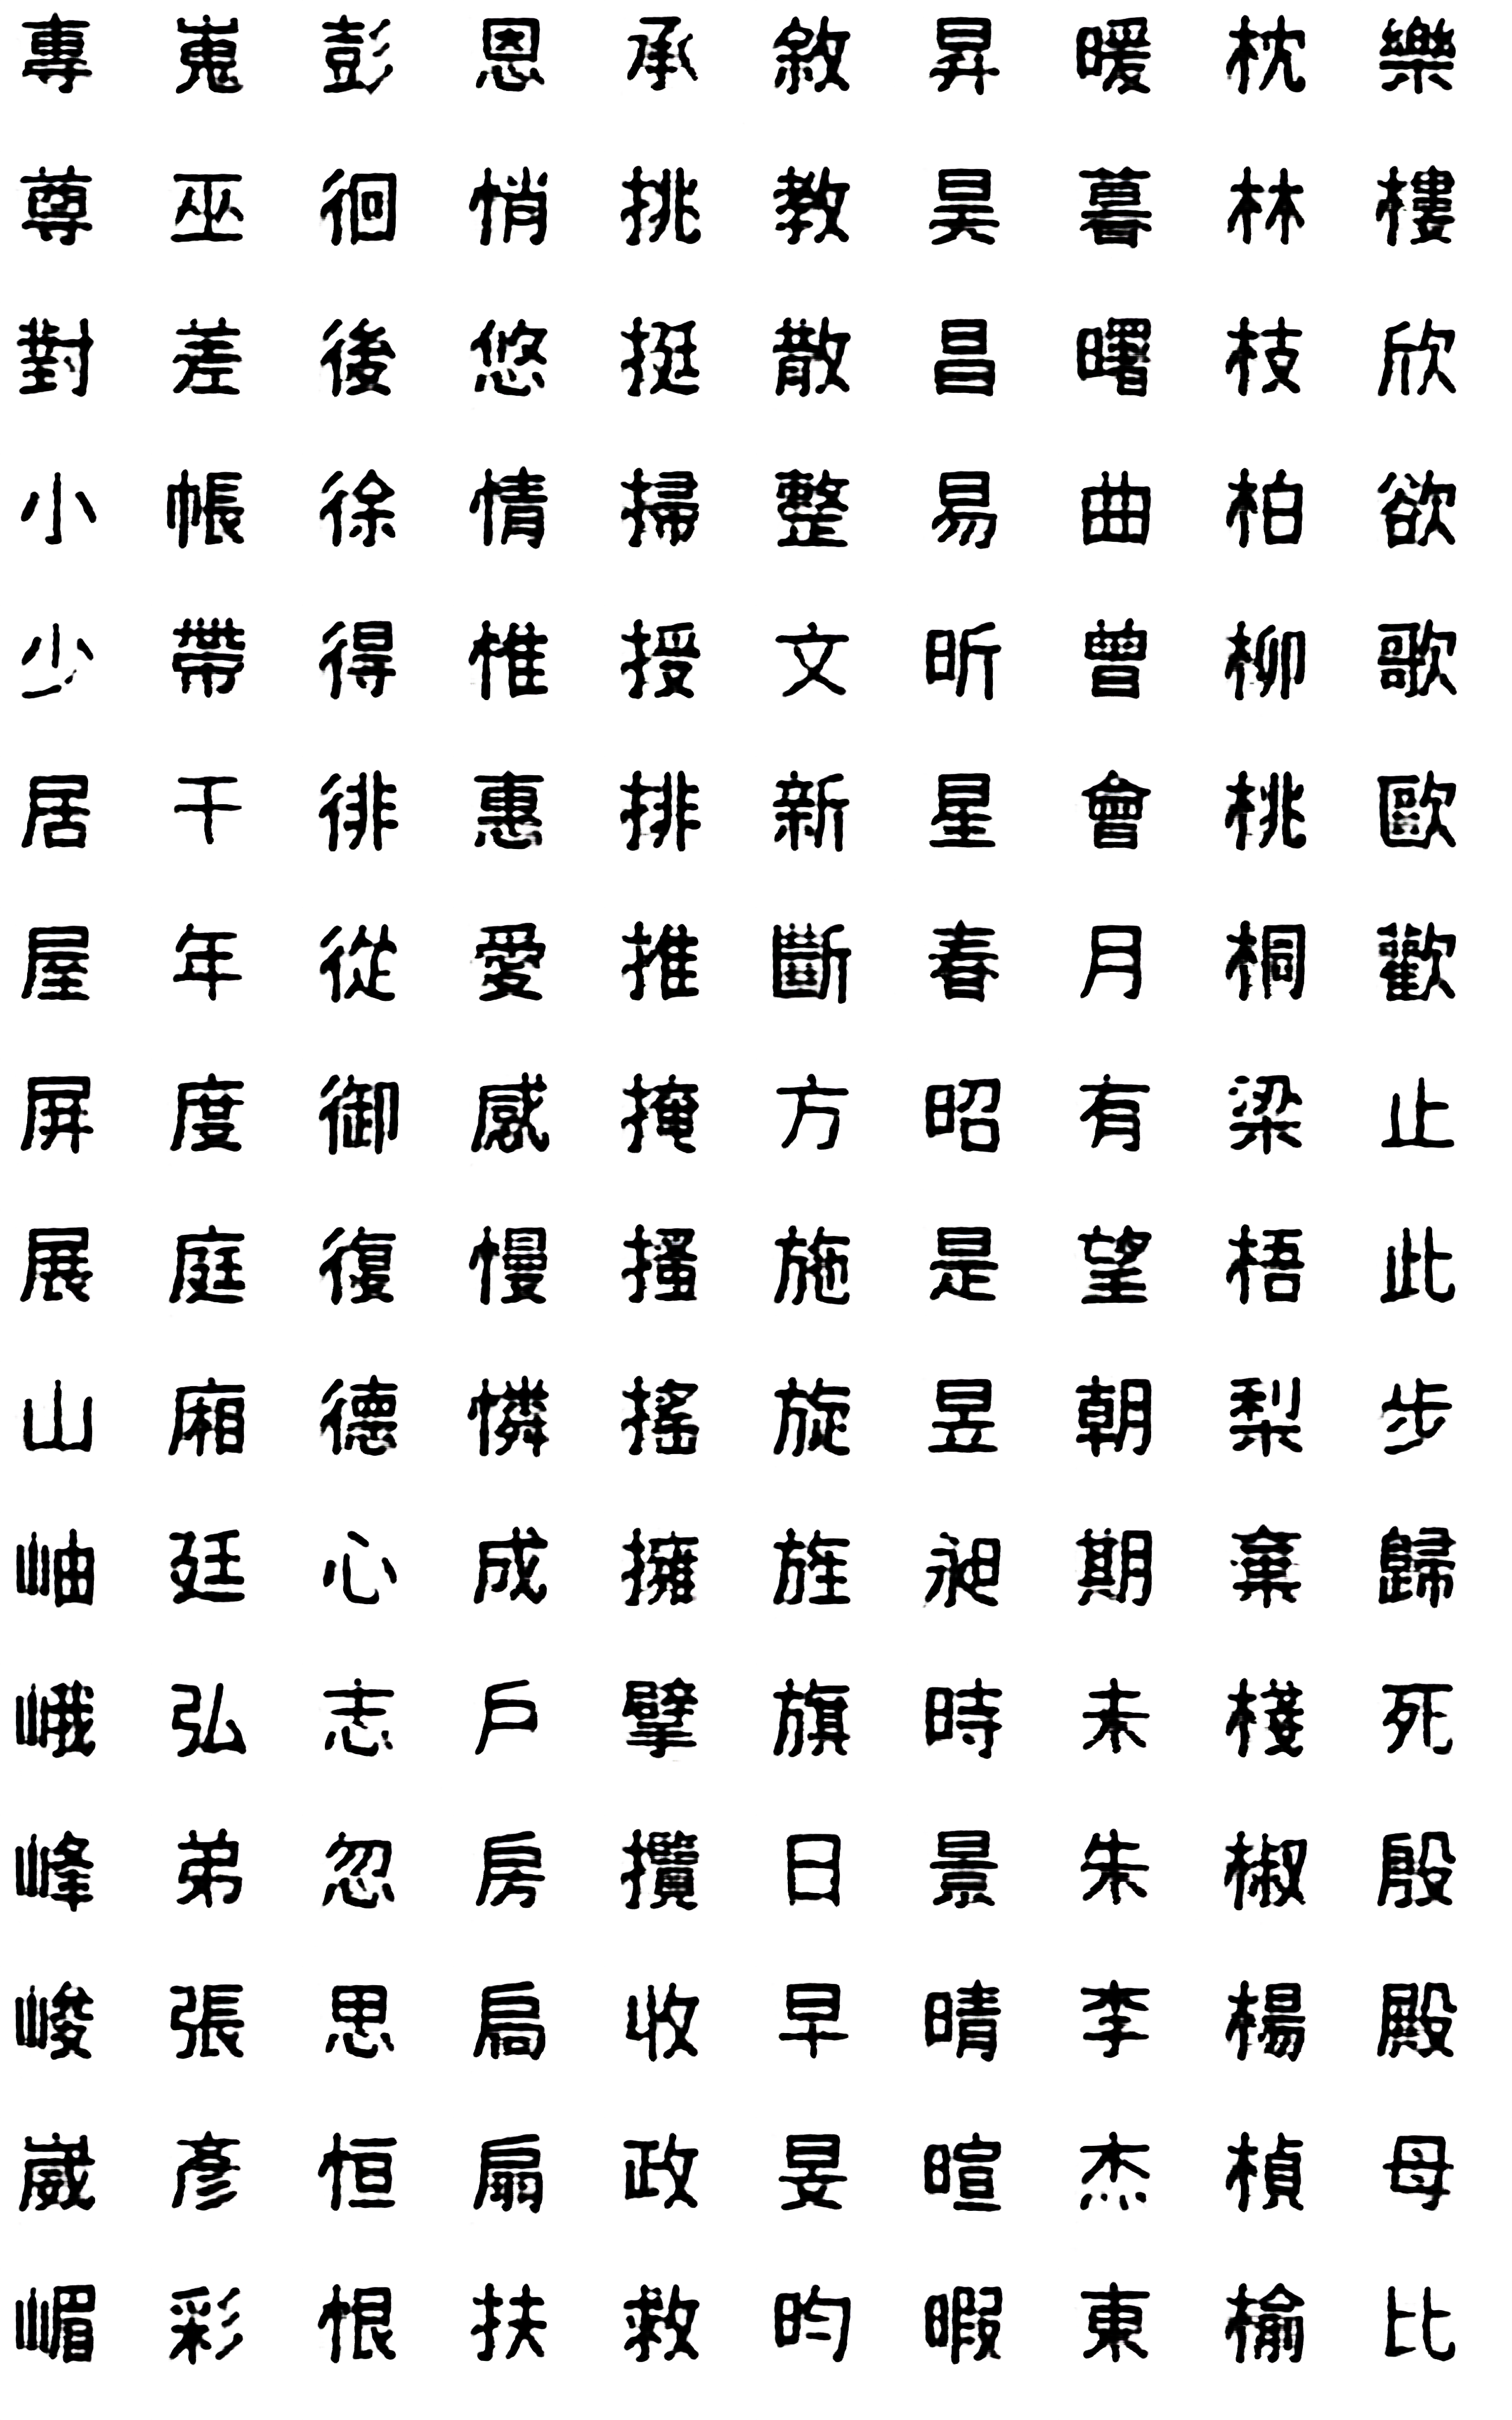 專嵬彭恩承敘昇暖枕樂
尊巫徊悄挑教昊暮林樓
對差後悠挺散昌曙枝欣
小帳徐情掃整易曲柏欲
少帶得惟授文昕曾柳歌
居干徘惠排新星會桃歐
屋年從愛推斷春月桐歡
屏度御感掩方昭有梁止
展庭復慢搔施是望梧此
山廂德憐搖旋昱朝梨步
岫廷心成擁旌昶期棄歸
峨弘志戶擘旗時未棲死
峰弟忽房攢日景朱椒殷
峻張思扃收早晴李楊殿
崴彥恒扇政旻暄杰楨母
嵋彩恨扶救昀暇東榆比